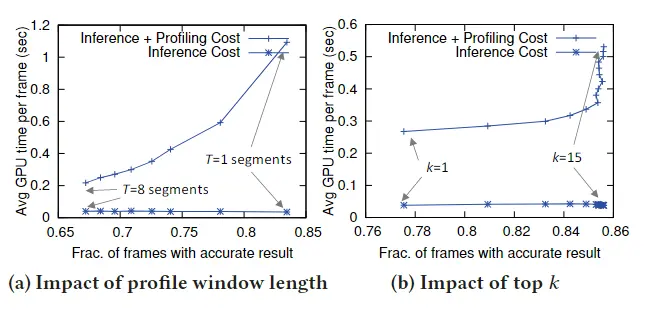 1.2
1
0.8
0.6
0.4
0.2
0
Avg GPU time per frame (sec)
Inference + Profiling Cost
Inference Cost
T=1 segments
T=8 segments
0.65 0.7 0.75 0.8 0.85
Frac. of frames with accurate result
(a) Impact of profile window length
0.6
0.5
0.4
0.3
0.2
0.1
0
Avg GPU time per frame (sec)
Inference + Profiling Cost
Inference Cost
k=1
k=15
0.76 0.78 0.8 0.82 0.84 0.86
Frac. of frames with accurate result
(b) Impact of top k